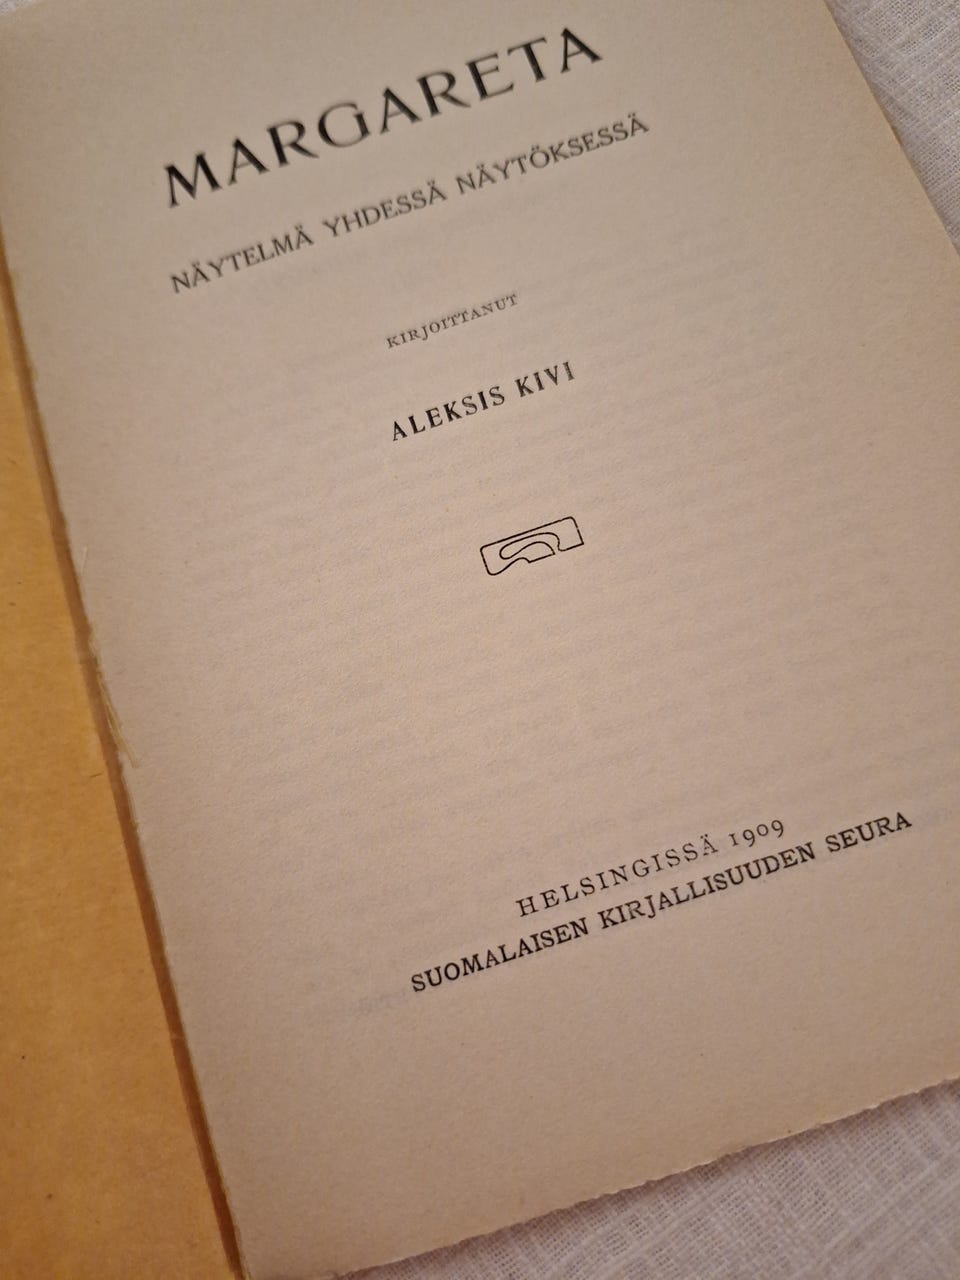 MARGARETA
NÄYTELMÄ YHDESSÄ NÄYTÖKSESSÄ
KIRJOITTANUT
ALEKSIS KIVI
HELSINGISSÄ 1909
SUOMALAISEN KIRJALLISUUDEN SEURA